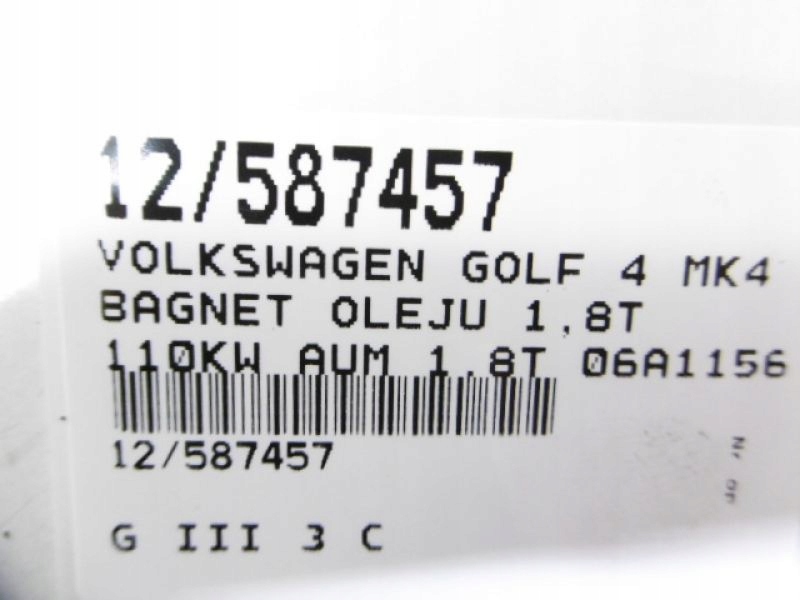 12/587457
VOLKSWAGEN GOLF 4 MK4
BAGNET OLEJU 1,8T
110KW AUM 1.8T 06A1156
12/587457
G III 3 C